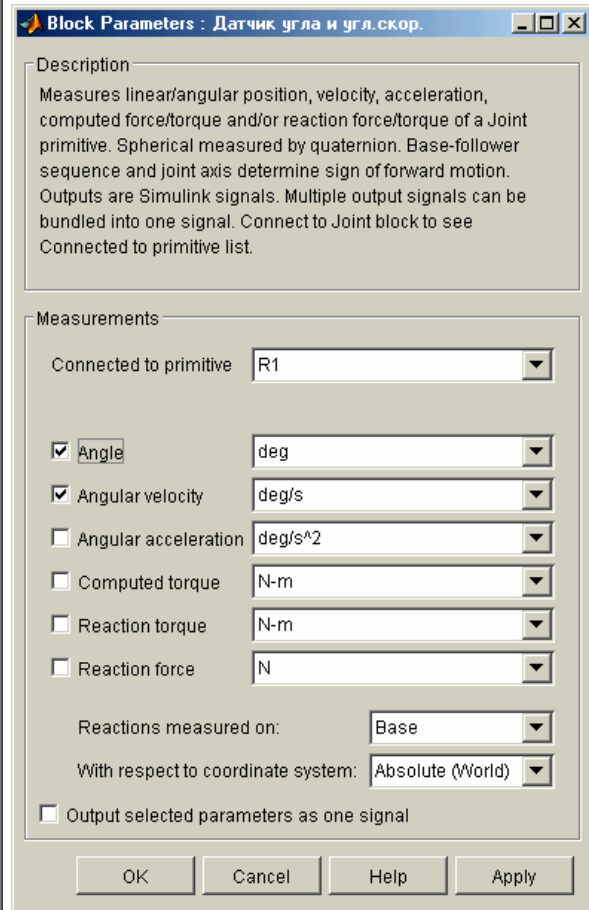 Block Parameters : Датчик угла и угл.скор.
Description
Measures linear/angular position, velocity, acceleration,
computed force/torque and/or reaction force/torque of a Joint
primitive. Spherical measured by quaternion. Base-follower
sequence and joint axis determine sign of forward motion.
Outputs are Simulink signals. Multiple output signals can be
bundled into one signal. Connect to Joint block to see
Connected to primitive list.
Measurements
Connected to primitive R1
Angle deg
Angular velocity deg/s
Angular acceleration deg/s^2
Computed torque N-m
Reaction torque N-m
Reaction force N
Reactions measured on: Base
With respect to coordinate system: Absolute (World)
Output selected parameters as one signal
OK Cancel Help Apply